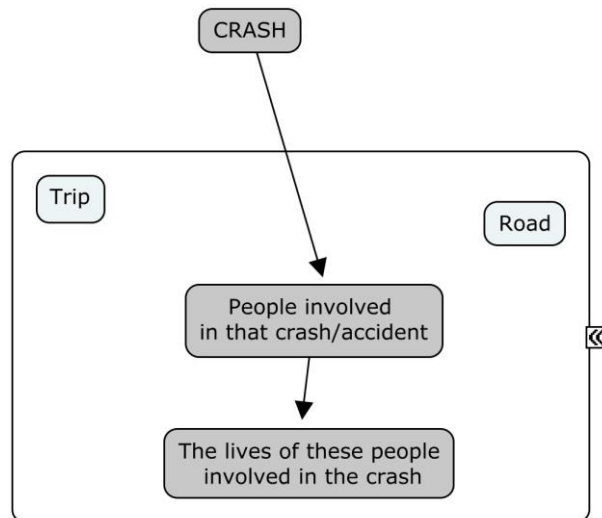 CRASH
Trip
Road
People involved
in that crash/accident
The lives of these people
involved in the crash